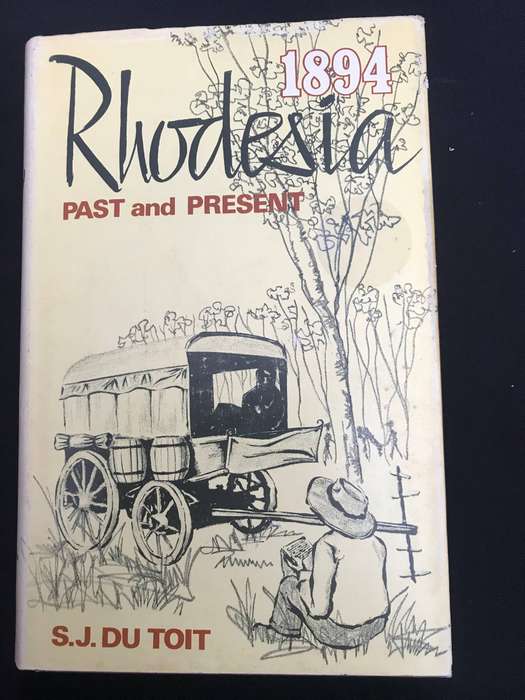 1894
Rhodesia
PAST and PRESENT
S.J. DU TOIT